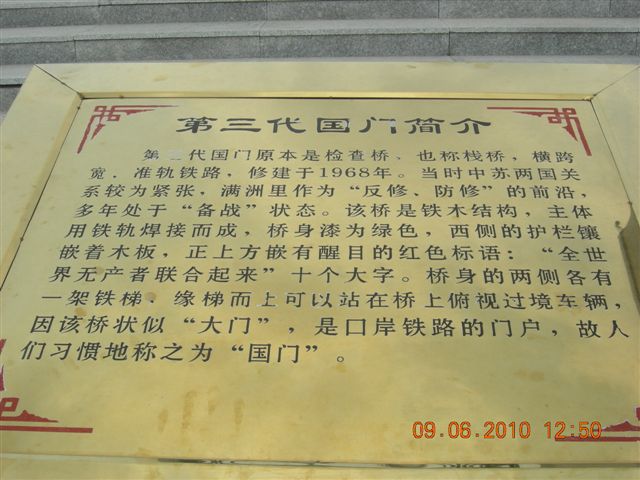 第三代国门简介
第三代国门原本是检查桥、也称栈桥，横跨
宽、准轨铁路，修建于1968年。当时中苏两国关
系较为紧张，满洲里作为“反修、防修”的前沿，
多年处于“备战”状态。该桥是铁木结构，主体
用铁轨焊接而成，桥身漆为绿色，西侧的护栏镶
嵌着木板，正上方嵌有醒目的红色标语：“全世
界无产者联合起来”十个大字。桥身的两侧各有
一架铁梯，缘梯而上可以站在桥上俯视过境车辆，
因该桥状似“大门”，是口岸铁路的门户，故人
们习惯地称之为“国门”。
09.06.2010 12:50